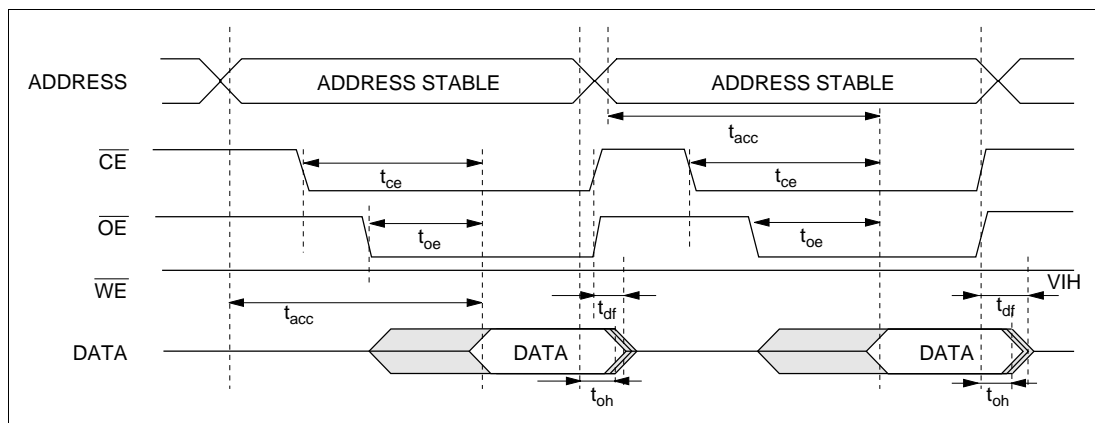 ADDRESS ADDRESS STABLE ADDRESS STABLE
tacc
CE tce tce
OE toe toe
WE VIH
tacc tdf tdf
DATA DATA DATA
toh toh